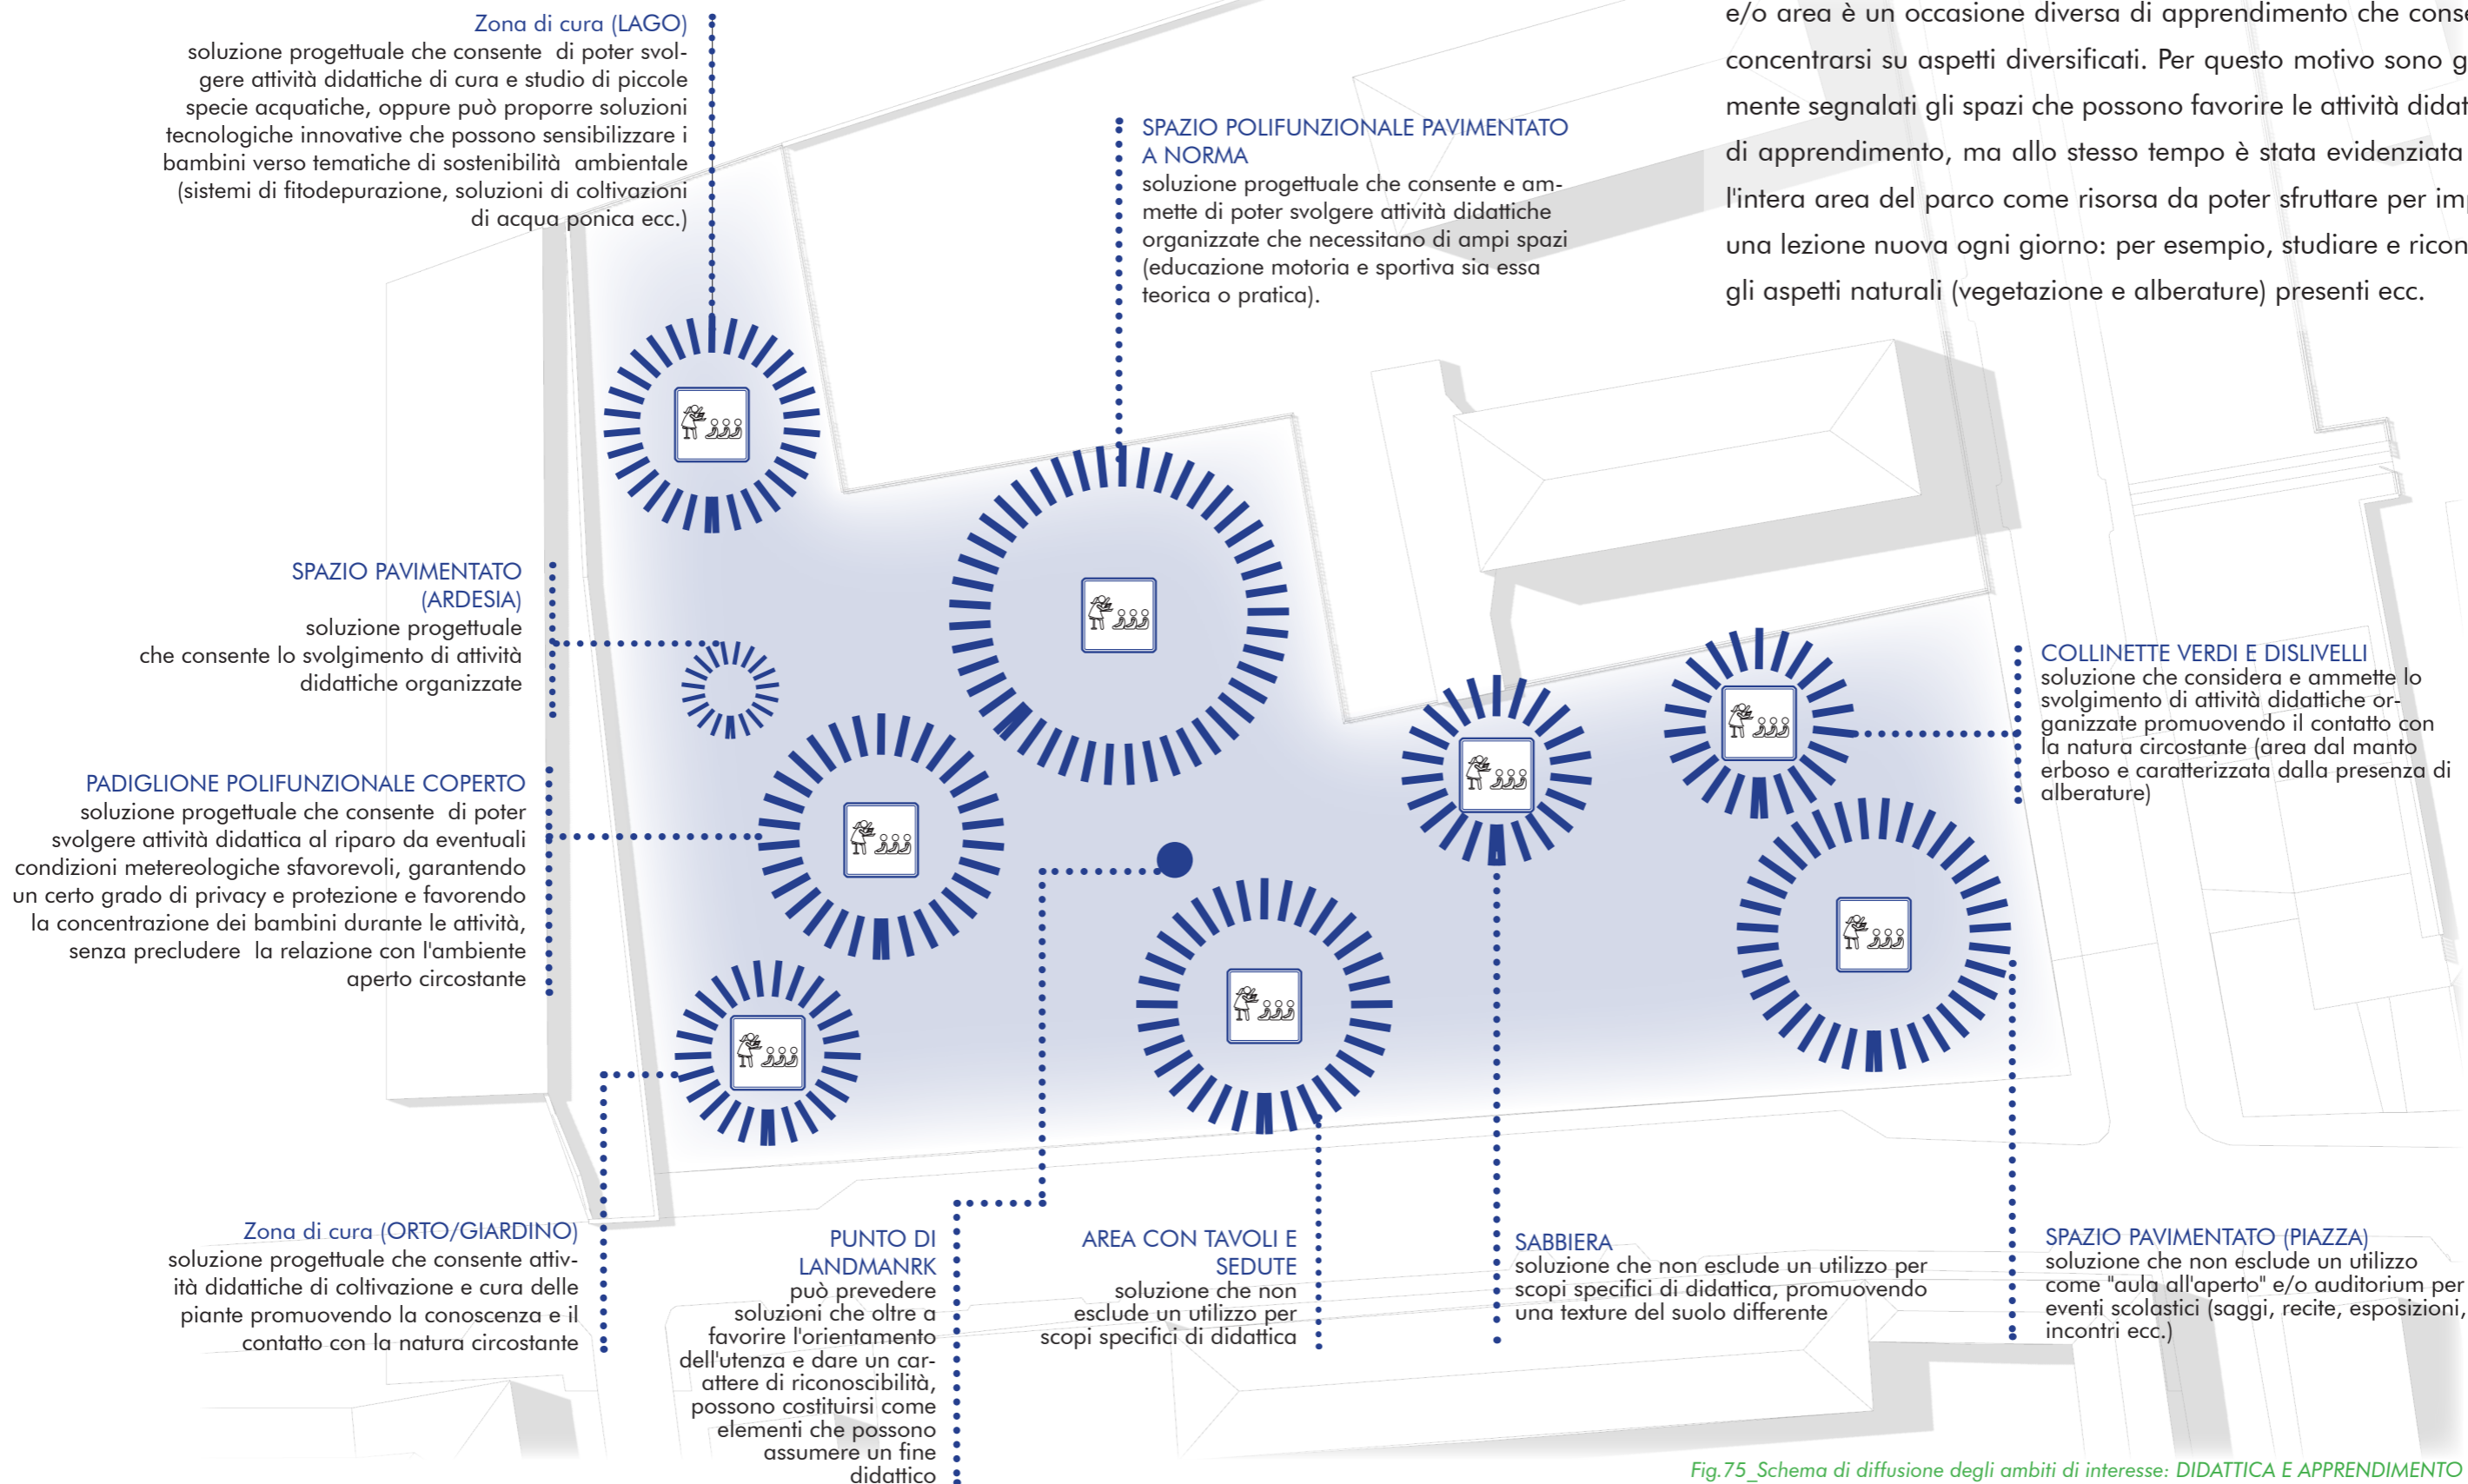 Zona di cura (LAGO)
soluzione progettuale che consente  di poter svol-
gere attività didattiche di cura e studio di piccole
specie acquatiche, oppure può proporre soluzioni
tecnologiche innovative che possono sensibilizzare i
bambini verso tematiche di sostenibilità  ambientale
(sistemi di fitodepurazione, soluzioni di coltivazioni
di acqua ponica ecc.)
SPAZIO POLIFUNZIONALE PAVIMENTATO
A NORMA
soluzione progettuale che consente e am-
mette di poter svolgere attività didattiche
organizzate che necessitano di ampi spazi
(educazione motoria e sportiva sia essa
teorica o pratica).
e/o area è un occasione diversa di apprendimento che
concentrarsi su aspetti diversificati. Per questo motivo sono
mente segnalati gli spazi che possono favorire le attività
di apprendimento, ma allo stesso tempo è stata evidenziata
l'intera area del parco come risorsa da poter sfruttare per
una lezione nuova ogni giorno: per esempio, studiare e
gli aspetti naturali (vegetazione e alberature) presenti ecc.
SPAZIO PAVIMENTATO
(ARDESIA)
soluzione progettuale
che consente lo svolgimento di attività
didattiche organizzate
PADIGLIONE POLIFUNZIONALE COPERTO
soluzione progettuale che consente  di poter
svolgere attività didattica al riparo da eventuali
condizioni metereologiche sfavorevoli, garantendo
un certo grado di privacy e protezione e favorendo
la concentrazione dei bambini durante le attività,
senza precludere  la relazione con l'ambiente
aperto circostante
COLLINETTE VERDI E DISLIVELLI
soluzione che considera e ammette lo
svolgimento di attività didattiche or-
ganizzate promuovendo il contatto con
la natura circostante (area dal manto
erboso e caratterizzata dalla presenza di
alberature)
Zona di cura (ORTO/GIARDINO)
soluzione progettuale che consente attiv-
ità didattiche di coltivazione e cura delle
piante promuovendo la conoscenza e il
contatto con la natura circostante
PUNTO DI
LANDMANRK
può prevedere
soluzioni che oltre a
favorire l'orientamento
dell'utenza e dare un car-
attere di riconoscibilità,
possono costituirsi come
elementi che possono
assumere un fine
didattico
AREA CON TAVOLI E
SEDUTE
soluzione che non
esclude un utilizzo per
scopi specifici di didattica
SABBIERA
soluzione che non esclude un utilizzo per
scopi specifici di didattica, promuovendo
una texture del suolo differente
SPAZIO PAVIMENTATO (PIAZZA)
soluzione che non esclude un utilizzo
come "aula all'aperto" e/o auditorium per
eventi scolastici (saggi, recite, esposizioni,
incontri ecc.)
Fig.75_Schema di diffusione degli ambiti di interesse: DIDATTICA E APPRENDIMENTO